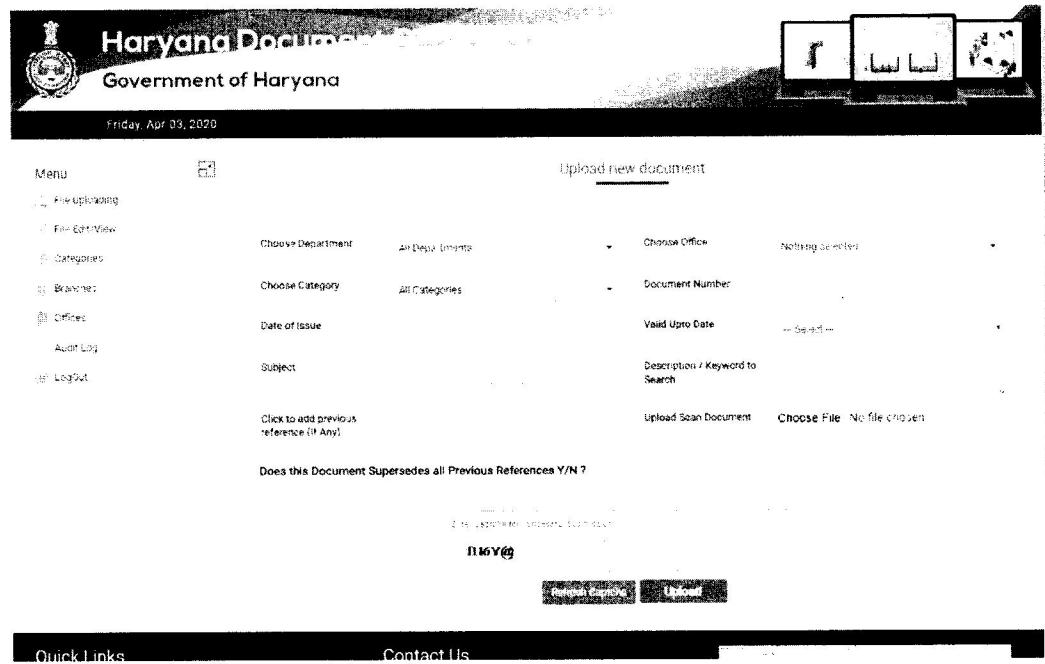 Haryana
Government of Haryana
Friday, Apr 03, 2020
Menu
Upload new document
File Uploading
File Edit/View
Choose Department
All Departments
Choose Office
Nothing selected
Categories
Choose Category
All Categories
Document Number
Branches
Offices
Date of Issue
Valid Upto Date
-- Select --
Audit Log
Subject
Description / Keyword to
Search
LogOut
Click to add previous
reference (If Any)
Upload Scan Document
Choose File No file chosen
Does this Document Supersedes all Previous References Y/N ?
Refresh Captcha
Upload
Quick Links
Contact Us